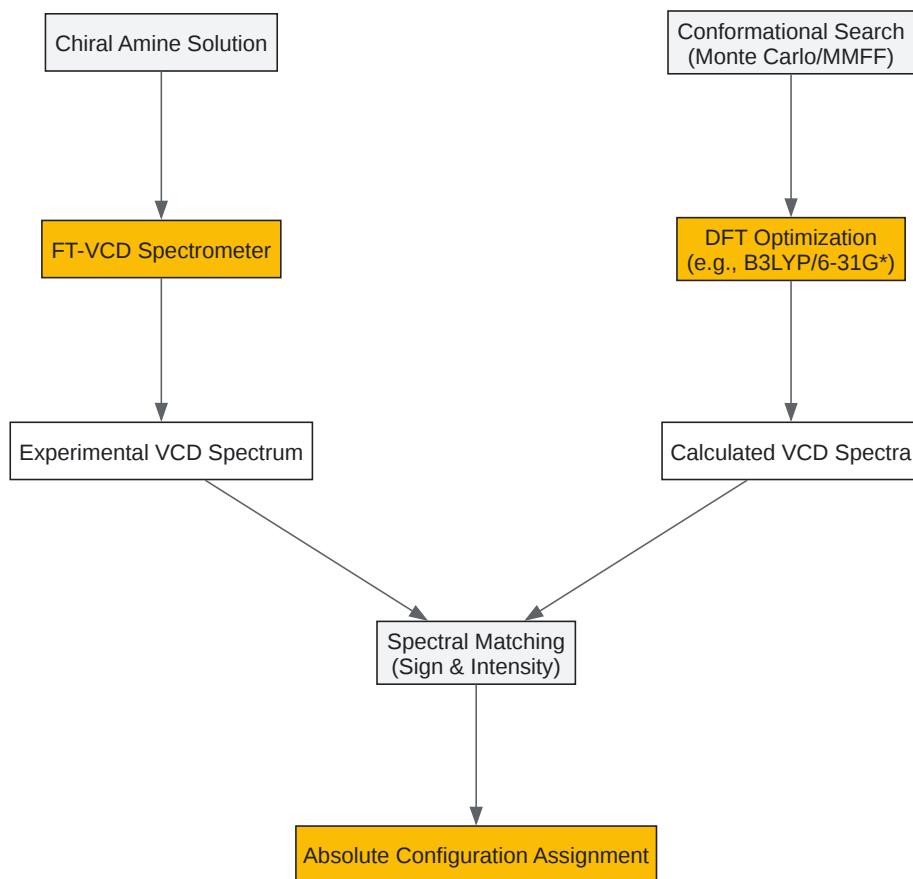 Chiral Amine Solution
Conformational Search
(Monte Carlo/MMFF)
FT-VCD Spectrometer
DFT Optimization
(e.g., B3LYP/6-31G*)
Experimental VCD Spectrum
Calculated VCD Spectra
Spectral Matching
(Sign & Intensity)
Absolute Configuration Assignment